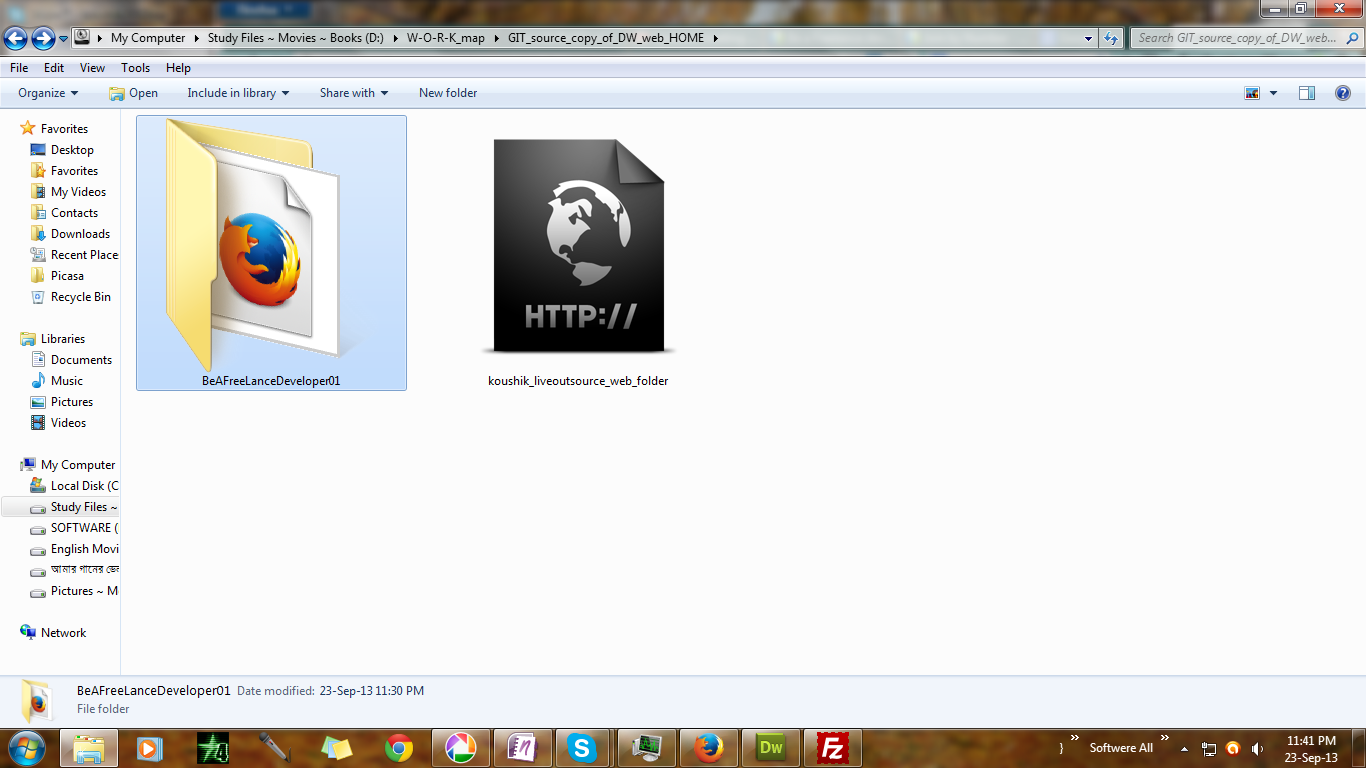 My Computer Study Files ~ Movies ~ Books (D:) W-O-R-K_map GIT_source_copy_of_DW_web_HOME Search GIT_source_copy_of_DW_web...
File Edit View Tools Help
Organize Open Include in library Share with New folder
Favorites
Desktop
Favorites
My Videos
Contacts
Downloads
Recent Place
Picasa
Recycle Bin
Libraries
Documents
Music
Pictures
Videos
My Computer
Local Disk (C
Study Files ~
SOFTWARE (
English Movi
আমার গানের ভে
Pictures ~ M
Network
HTTP://
BeAFreeLanceDeveloper01 koushik_liveoutsource_web_folder
BeAFreeLanceDeveloper01 Date modified: 23-Sep-13 11:30 PM
File folder
Dw Fz } » Softwere All » 11:41 PM
23-Sep-13